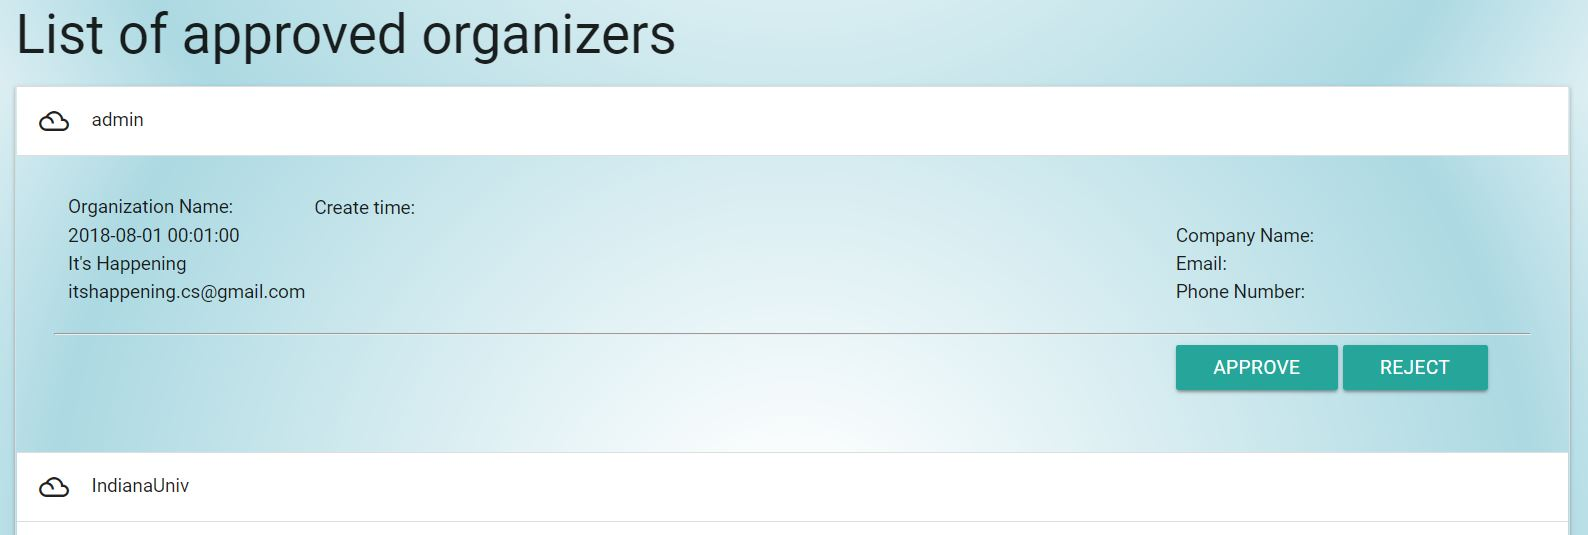 List of approved organizers
admin
Organization Name: Create time:
2018-08-01 00:01:00 Company Name:
It's Happening Email:
itshappening.cs@gmail.com Phone Number:
APPROVE REJECT
IndianaUniv